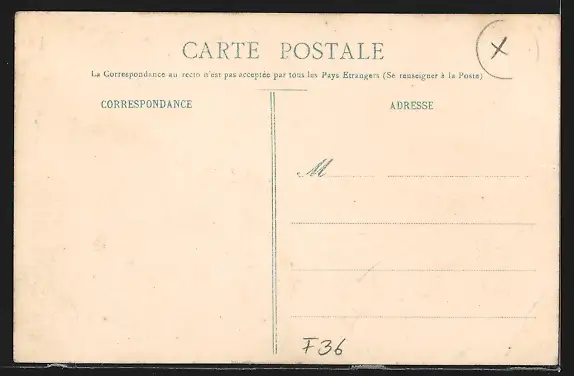 CARTE POSTALE
La Correspondance au recto n'est pas acceptée par tous les Pays Etrangers (Se renseigner à la Poste)
CORRESPONDANCE
ADRESSE
M
F36
X